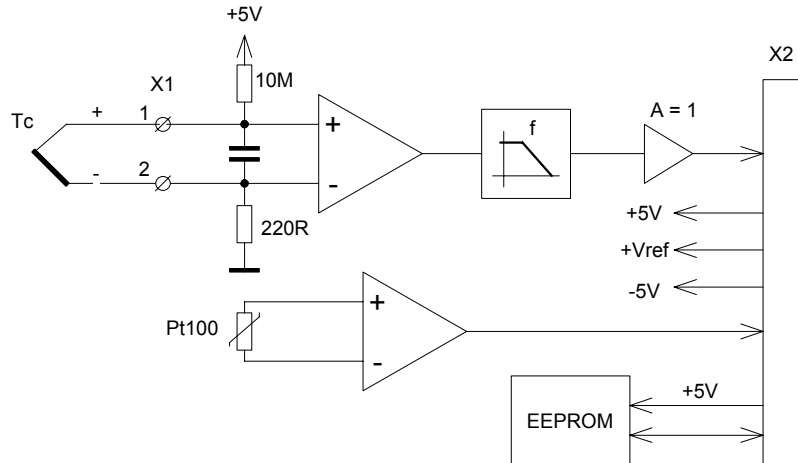 +5V
X2
10M
X1
A = 1
Tc
+
1
+
f
-
2
-
+5V
220R
+Vref
-5V
+
Pt100
-
+5V
EEPROM